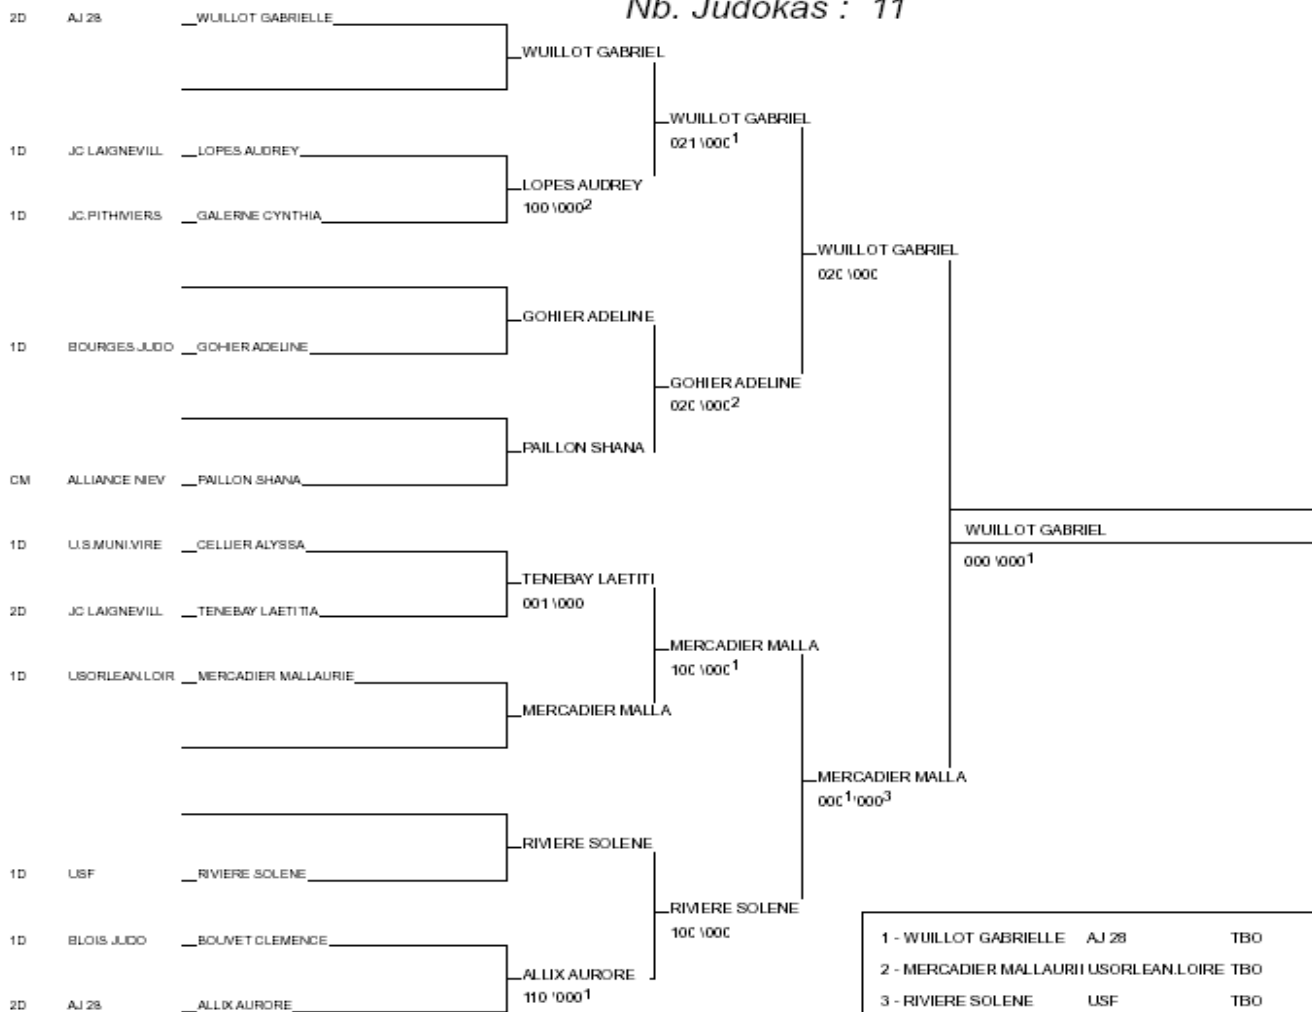 Nb. Judokas : 11
2D AJ 28 WUILLOT GABRIELLE
WUILLOT GABRIEL
WUILLOT GABRIEL
021 \000 1
1D JC LAIGNEVILL LOPES AUDREY
LOPES AUDREY
100 \000 2
1D JC.PITHIVIERS GALERNE CYNTHIA
WUILLOT GABRIEL
020 \000
GOHIER ADELINE
1D BOURGES JUDO GOHIER ADELINE
GOHIER ADELINE
020 \000 2
PAILLON SHANA
CM ALLIANCE NIEV PAILLON SHANA
WUILLOT GABRIEL
000 \000 1
1D U.S.MUNI.VIRE CELLIER ALYSSA
TENEBAY LAETITI
001 \000
2D JC LAIGNEVILL TENEBAY LAETITIA
MERCADIER MALLA
100 \000 1
1D USORLEAN.LOIR MERCADIER MALLAURIE
MERCADIER MALLA
MERCADIER MALLA
000 1 \000 3
RIVIERE SOLENE
1D USF RIVIERE SOLENE
RIVIERE SOLENE
100 \000
1D BLOIS JUDO BOUVET CLEMENCE
ALLIX AURORE
110 \000 1
2D AJ 28 ALLIX AURORE
1 - WUILLOT GABRIELLE AJ 28 TBO
2 - MERCADIER MALLAURII USORLEAN.LOIRE TBO
3 - RIVIERE SOLENE USF TBO